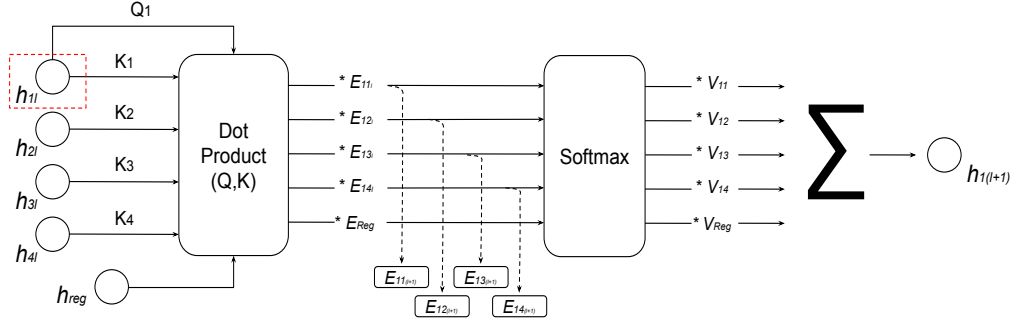 Q1
K1
h1l
K2
h2l
K3
h3l
K4
h4l
hreg
Dot
Product
(Q,K)
* E11l
* E12l
* E13l
* E14l
* EReg
E11(l+1)
E13(l+1)
E12(l+1)
E14(l+1)
Softmax
* V11
* V12
* V13
* V14
* VReg
Σ
h1(l+1)